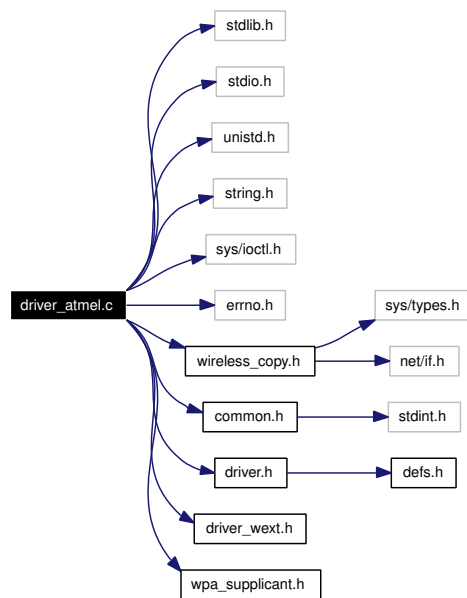 stdlib.h
stdio.h
unistd.h
string.h
sys/ioctl.h
driver_atmel.c
errno.h
sys/types.h
wireless_copy.h
net/if.h
common.h
stdint.h
driver.h
defs.h
driver_wext.h
wpa_supplicant.h